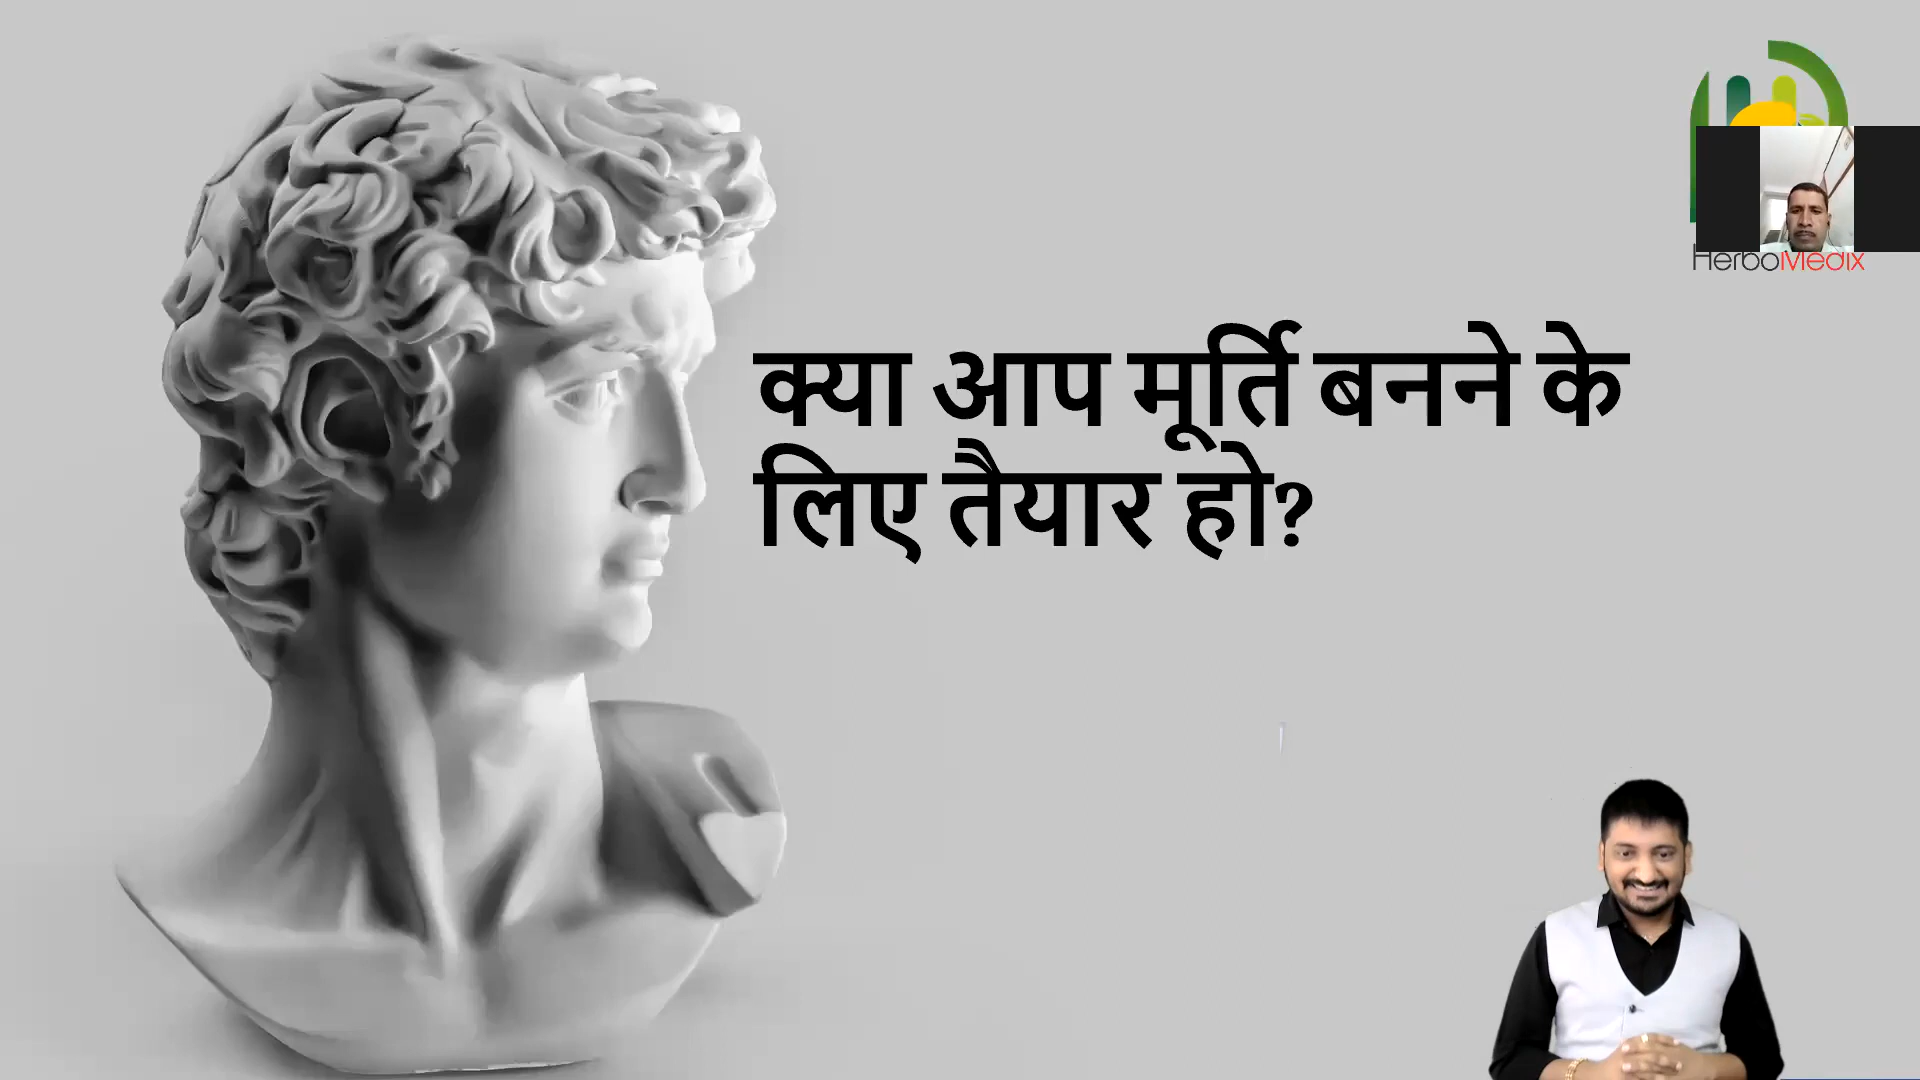 HerboMedix
क्या आप मूर्ति बनने के
लिए तैयार हो?